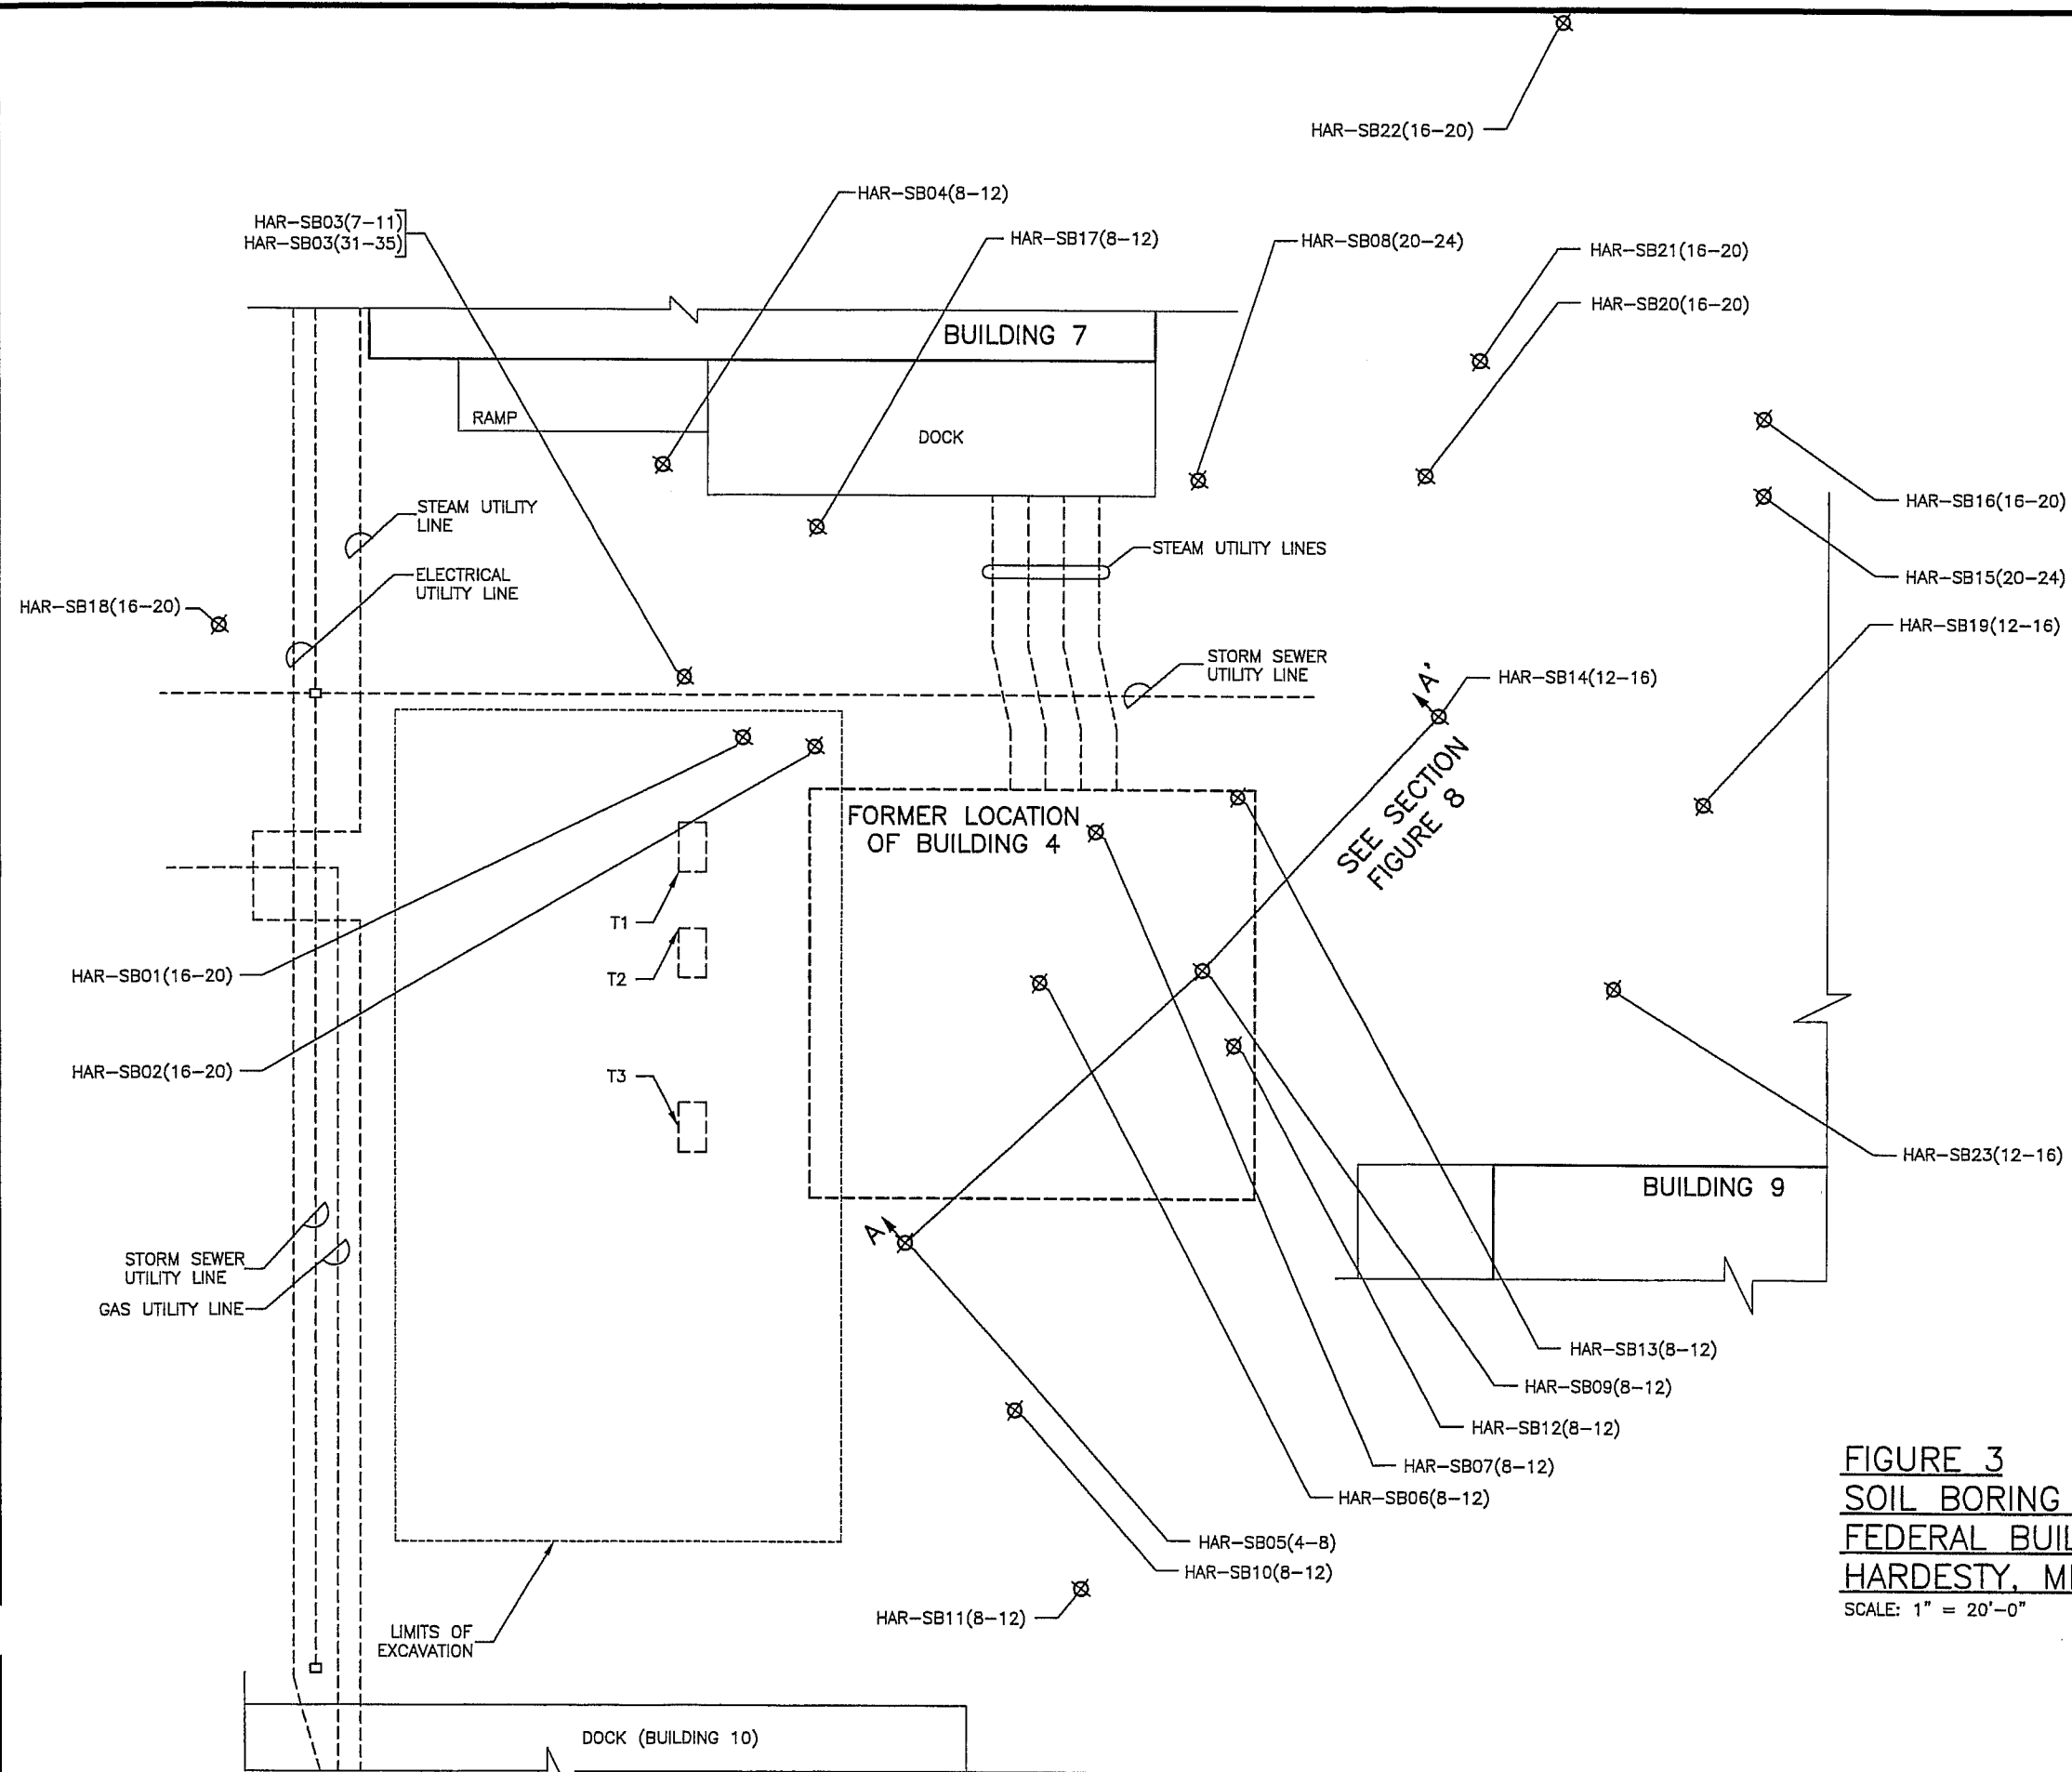 HAR-SB22(16-20)
HAR-SB04(8-12)
HAR-SB03(7-11)
HAR-SB03(31-35)
HAR-SB17(8-12)
HAR-SB08(20-24)
HAR-SB21(16-20)
HAR-SB20(16-20)
BUILDING 7
RAMP
DOCK
HAR-SB16(16-20)
STEAM UTILITY
LINE
STEAM UTILITY LINES
ELECTRICAL
UTILITY LINE
HAR-SB15(20-24)
HAR-SB18(16-20)
HAR-SB19(12-16)
STORM SEWER
UTILITY LINE
A'
HAR-SB14(12-16)
SEE SECTION
FIGURE 8
FORMER LOCATION
OF BUILDING 4
T1
HAR-SB01(16-20)
T2
HAR-SB02(16-20)
T3
HAR-SB23(12-16)
BUILDING 9
A
STORM SEWER
UTILITY LINE
GAS UTILITY LINE
HAR-SB13(8-12)
HAR-SB09(8-12)
HAR-SB12(8-12)
HAR-SB07(8-12)
HAR-SB06(8-12)
HAR-SB05(4-8)
HAR-SB10(8-12)
HAR-SB11(8-12)
LIMITS OF
EXCAVATION
DOCK (BUILDING 10)
FIGURE 3
SOIL BORING
FEDERAL
HARDESTY,
SCALE: 1" = 20'-0"